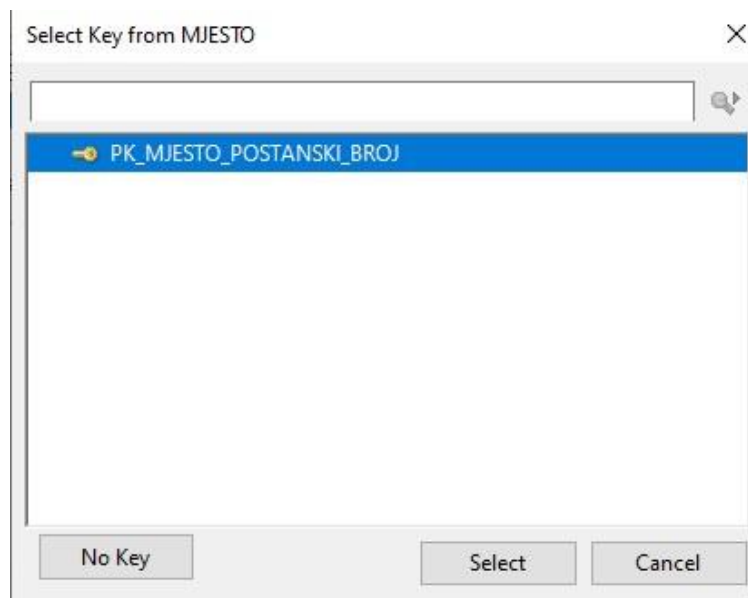 Select Key from MJESTO
PK_MJESTO_POSTANSKI_BROJ
No Key
Select
Cancel